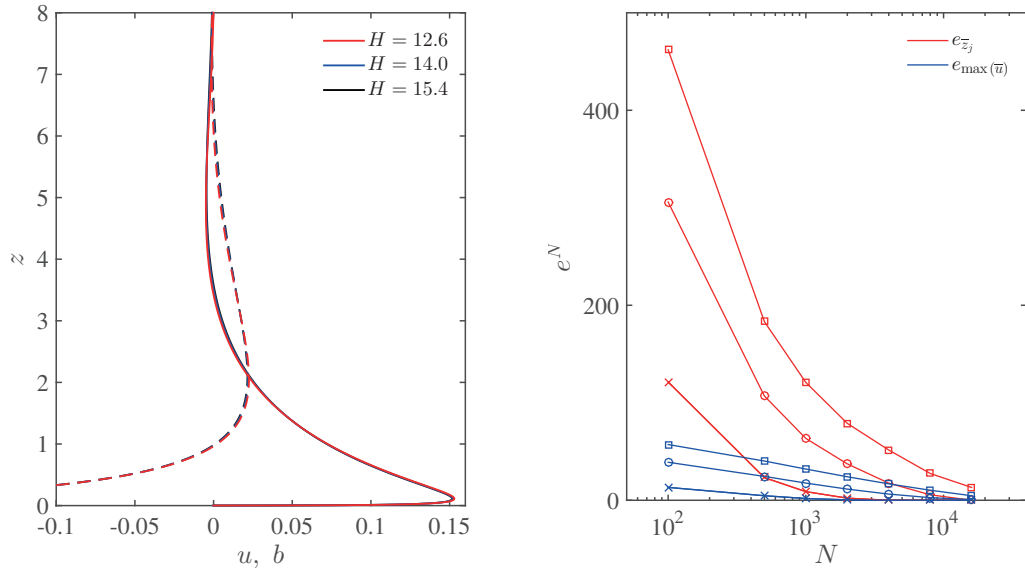 8
7
6
5
4
3
2
1
0
z
-0.1
-0.05
0
0.05
0.1
0.15
u, b
H = 12.6
H = 14.0
H = 15.4
400
200
0
e^N
10^2
10^3
10^4
N
e_{\overline{z}_j}
e_{max(\overline{u})}